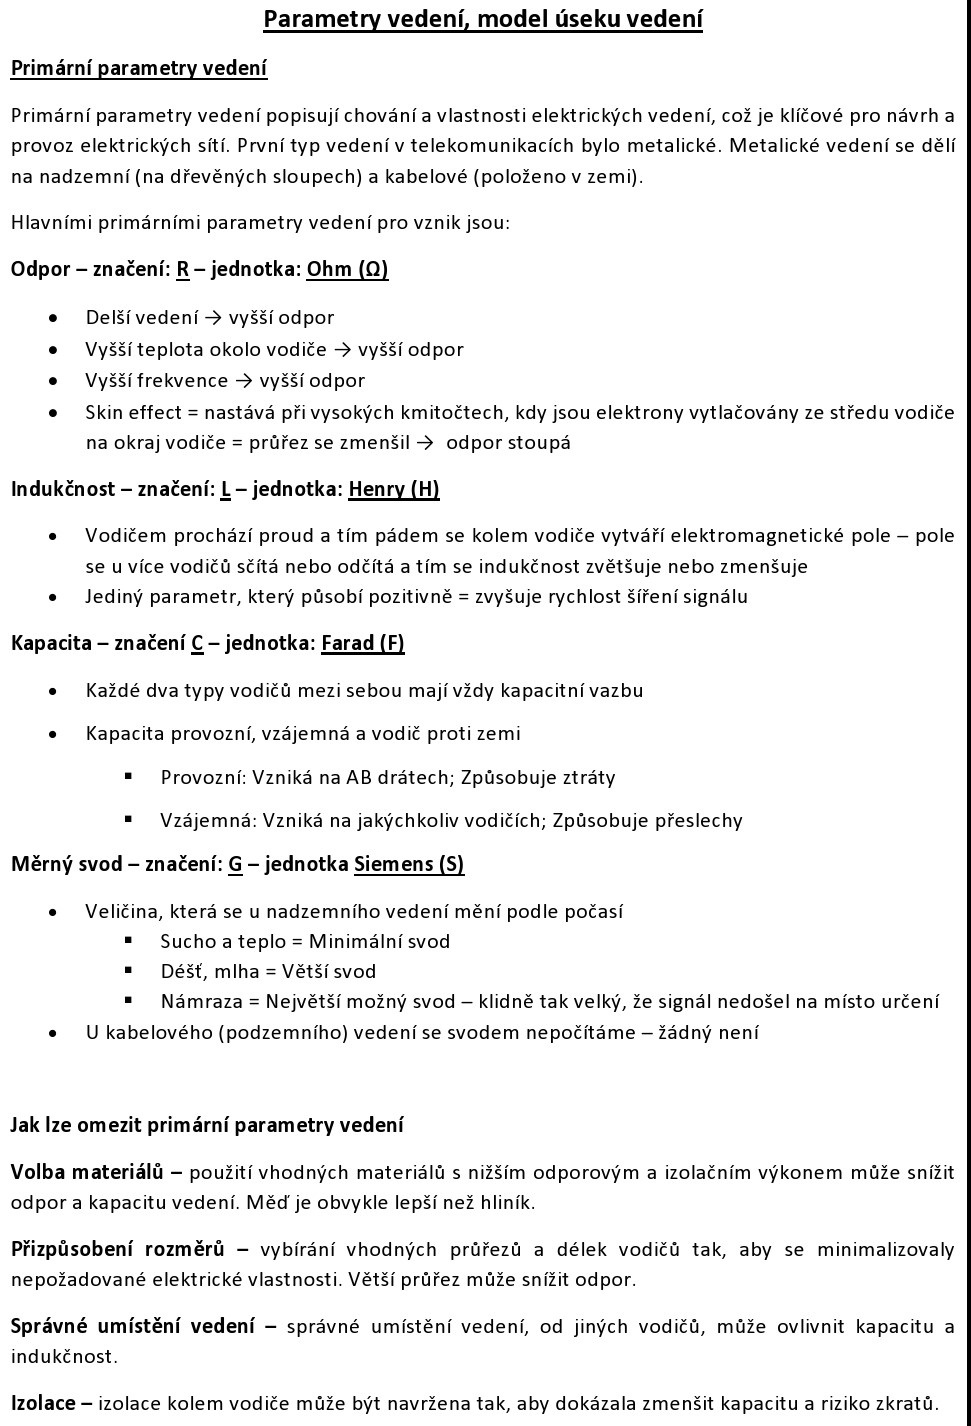 Parametry vedení, model úseku vedení
Primární parametry vedení
Primární parametry vedení popisují chování a vlastnosti elektrických vedení, což je klíčové pro návrh a
provoz elektrických sítí. První typ vedení v telekomunikacích bylo metalické. Metalické vedení se dělí
na nadzemní (na dřevěných sloupech) a kabelové (položeno v zemi).
Hlavními primárními parametry vedení pro vznik jsou:
Odpor – značení: R – jednotka: Ohm (Ω)
• Delší vedení → vyšší odpor
• Vyšší teplota okolo vodiče → vyšší odpor
• Vyšší frekvence → vyšší odpor
• Skin effect = nastává při vysokých kmitočtech, kdy jsou elektrony vytlačovány ze středu vodiče
na okraj vodiče = průřez se zmenšil → odpor stoupá
Indukčnost – značení: L – jednotka: Henry (H)
• Vodičem prochází proud a tím pádem se kolem vodiče vytváří elektromagnetické pole – pole
se u více vodičů sčítá nebo odčítá a tím se indukčnost zvětšuje nebo zmenšuje
• Jediný parametr, který působí pozitivně = zvyšuje rychlost šíření signálu
Kapacita – značení C – jednotka: Farad (F)
• Každé dva typy vodičů mezi sebou mají vždy kapacitní vazbu
• Kapacita provozní, vzájemná a vodič proti zemi
▪ Provozní: Vzniká na AB drátech; Způsobuje ztráty
▪ Vzájemná: Vzniká na jakýchkoliv vodičích; Způsobuje přeslechy
Měrný svod – značení: G – jednotka Siemens (S)
• Veličina, která se u nadzemního vedení mění podle počasí
▪ Sucho a teplo = Minimální svod
▪ Déšť, mlha = Větší svod
▪ Námraza = Největší možný svod – klidně tak velký, že signál nedošel na místo určení
• U kabelového (podzemního) vedení se svodem nepočítáme – žádný není
Jak lze omezit primární parametry vedení
Volba materiálů – použití vhodných materiálů s nižším odporovým a izolačním výkonem může snížit
odpor a kapacitu vedení. Měď je obvykle lepší než hliník.
Přizpůsobení rozměrů – vybírání vhodných průřezů a délek vodičů tak, aby se minimalizovaly
nepožadované elektrické vlastnosti. Větší průřez může snížit odpor.
Správné umístění vedení – správné umístění vedení, od jiných vodičů, může ovlivnit kapacitu a
indukčnost.
Izolace – izolace kolem vodiče může být navržena tak, aby dokázala zmenšit kapacitu a riziko zkratů.